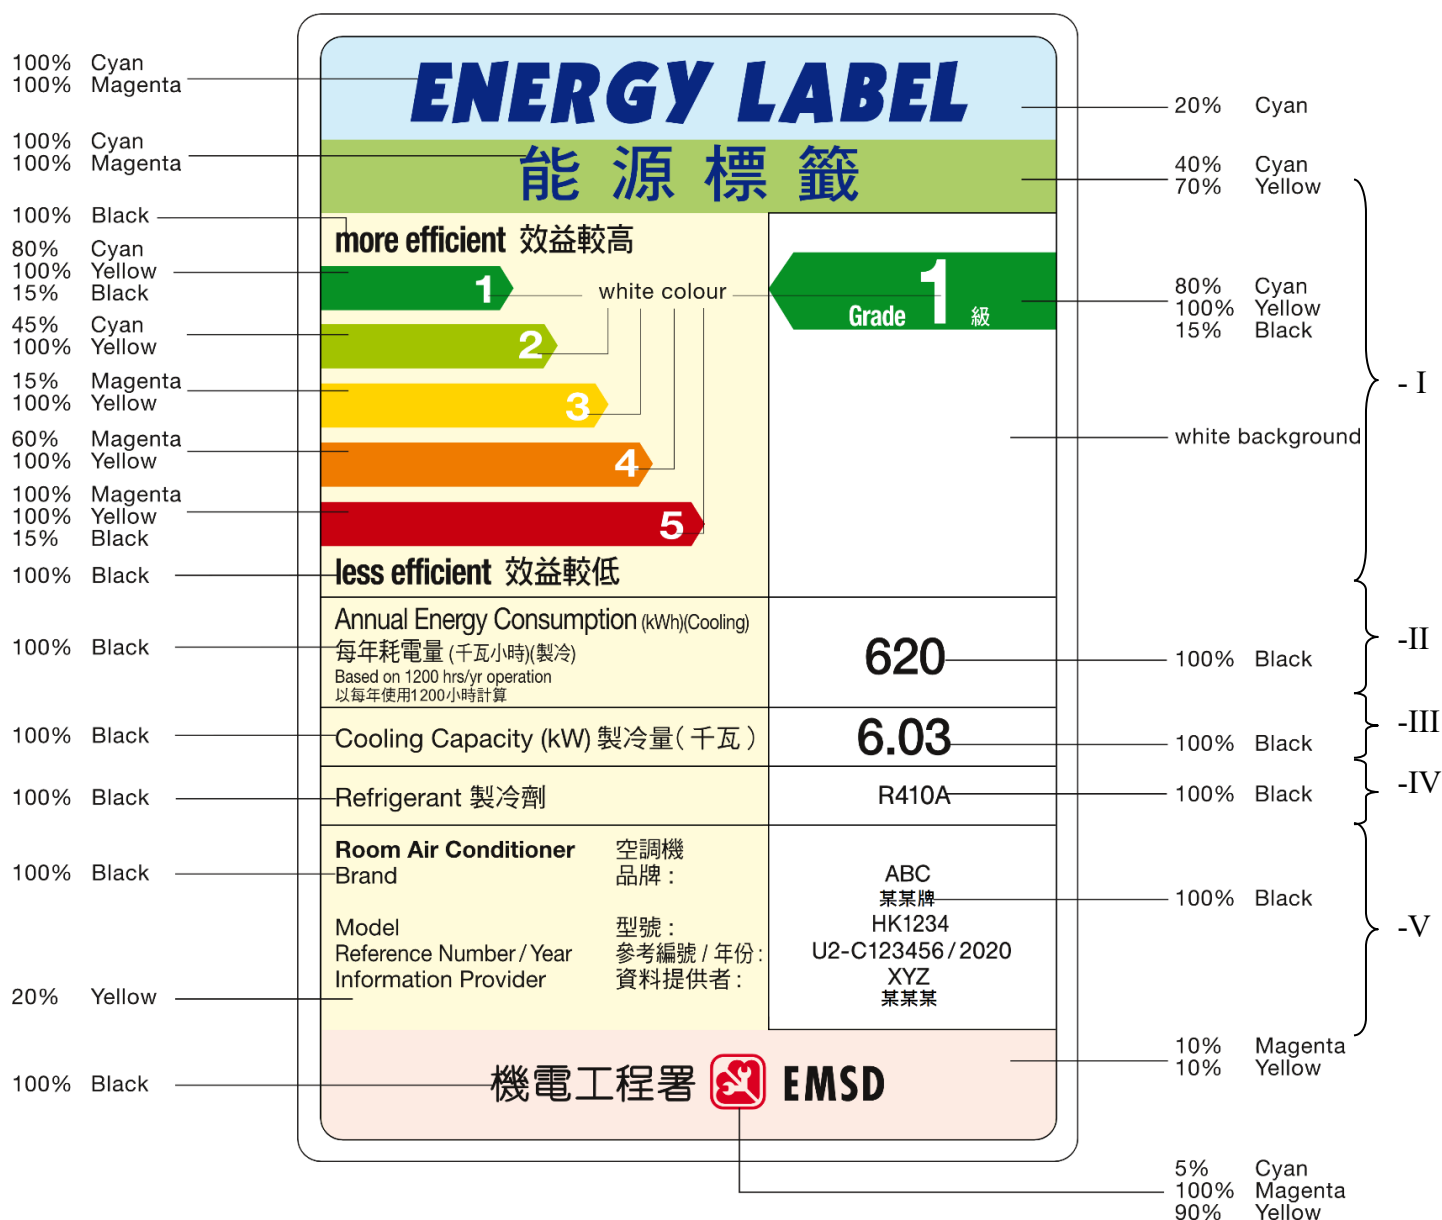 100% Cyan
100% Magenta
ENERGY LABEL
20% Cyan
100% Cyan
100% Magenta
能源標籤
40% Cyan
70% Yellow
100% Black
more efficient 效益較高
80% Cyan
100% Yellow
15% Black
1
white colour
1
Grade 級
80% Cyan
100% Yellow
15% Black
45% Cyan
100% Yellow
2
15% Magenta
100% Yellow
3
- I
60% Magenta
100% Yellow
4
white background
100% Magenta
100% Yellow
15% Black
5
100% Black
less efficient 效益較低
Annual Energy Consumption (kWh)(Cooling)
每年耗電量 (千瓦小時)(製冷)
Based on 1200 hrs/yr operation
以每年使用1200小時計算
100% Black
620
100% Black
-II
100% Black
Cooling Capacity (kW) 製冷量(千瓦)
6.03
100% Black
-III
100% Black
Refrigerant 製冷劑
R410A
100% Black
-IV
Room Air Conditioner 空調機
100% Black
Brand 品牌 :
ABC
某某牌
100% Black
Model 型號 :
HK1234
-V
Reference Number / Year 參考編號 / 年份 :
U2-C123456 / 2020
Information Provider 資料提供者 :
XYZ
某某某
20% Yellow
10% Magenta
10% Yellow
100% Black
機電工程署 EMSD
5% Cyan
100% Magenta
90% Yellow